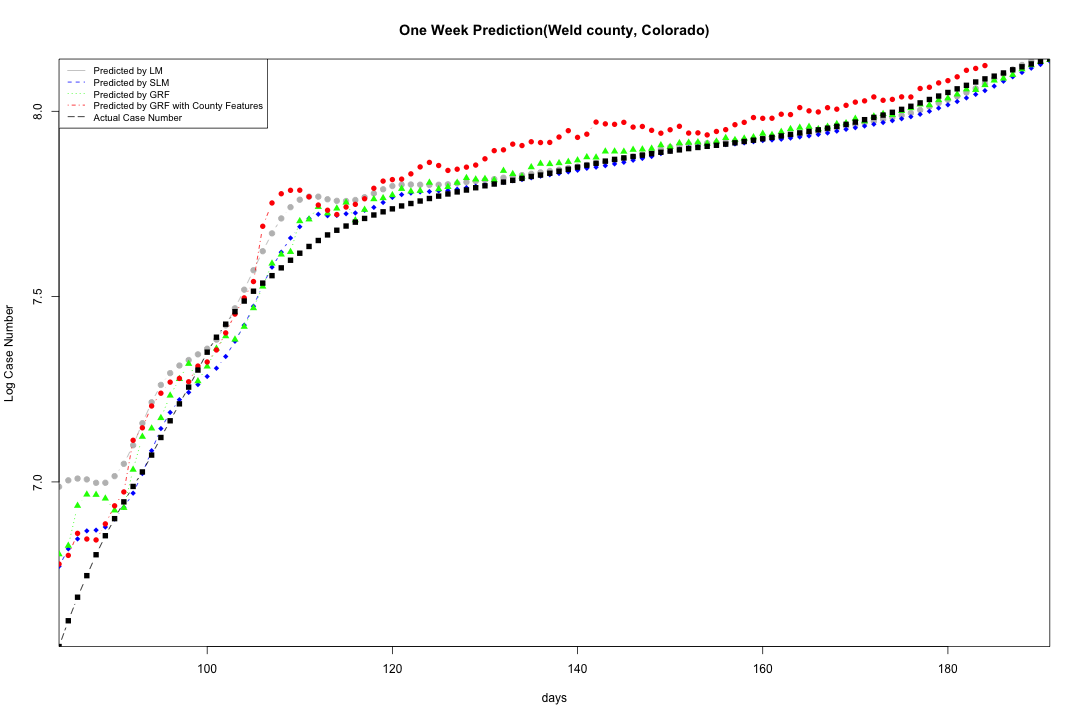 One Week Prediction(Weld county, Colorado)
Predicted by LM
Predicted by SLM
Predicted by GRF
Predicted by GRF with County Features
Actual Case Number
8.0
7.5
7.0
Log Case Number
100 120 140 160 180
days